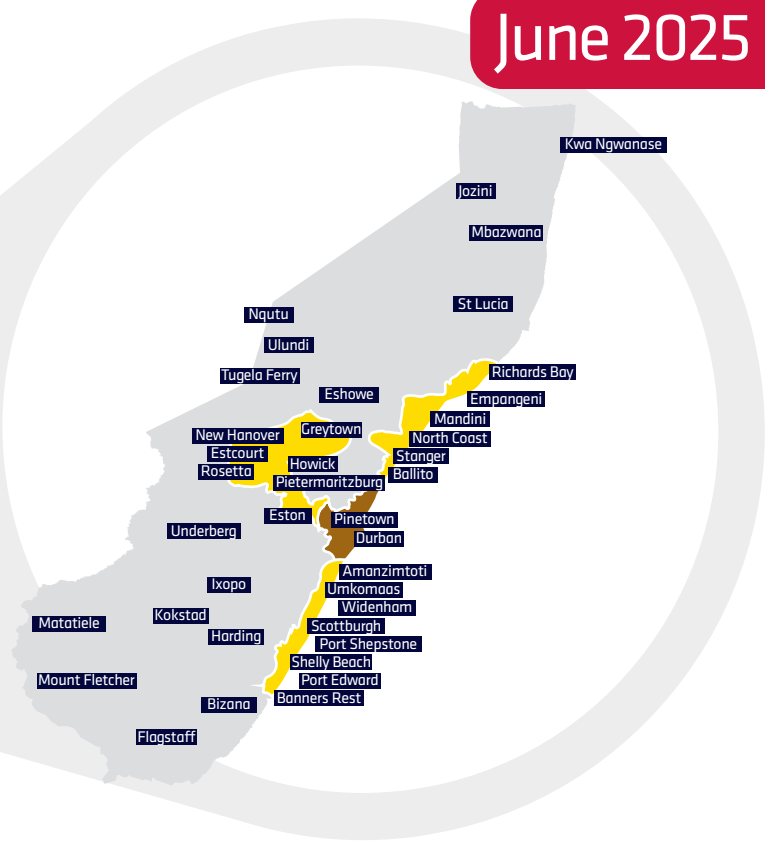 June 2025
Kwa Ngwanase
Jozini
Mbazwana
St Lucia
Nqutu
Ulundi
Tugela Ferry
Richards Bay
Eshowe
Empangeni
Mandini
Greytown
New Hanover
North Coast
Estcourt
Stanger
Howick
Rosetta
Ballito
Pietermaritzburg
Eston
Pinetown
Underberg
Durban
Amanzimtoti
Ixopo
Umkomaas
Widenham
Kokstad
Matatiele
Scottburgh
Harding
Port Shepstone
Shelly Beach
Mount Fletcher
Port Edward
Banners Rest
Bizana
Flagstaff